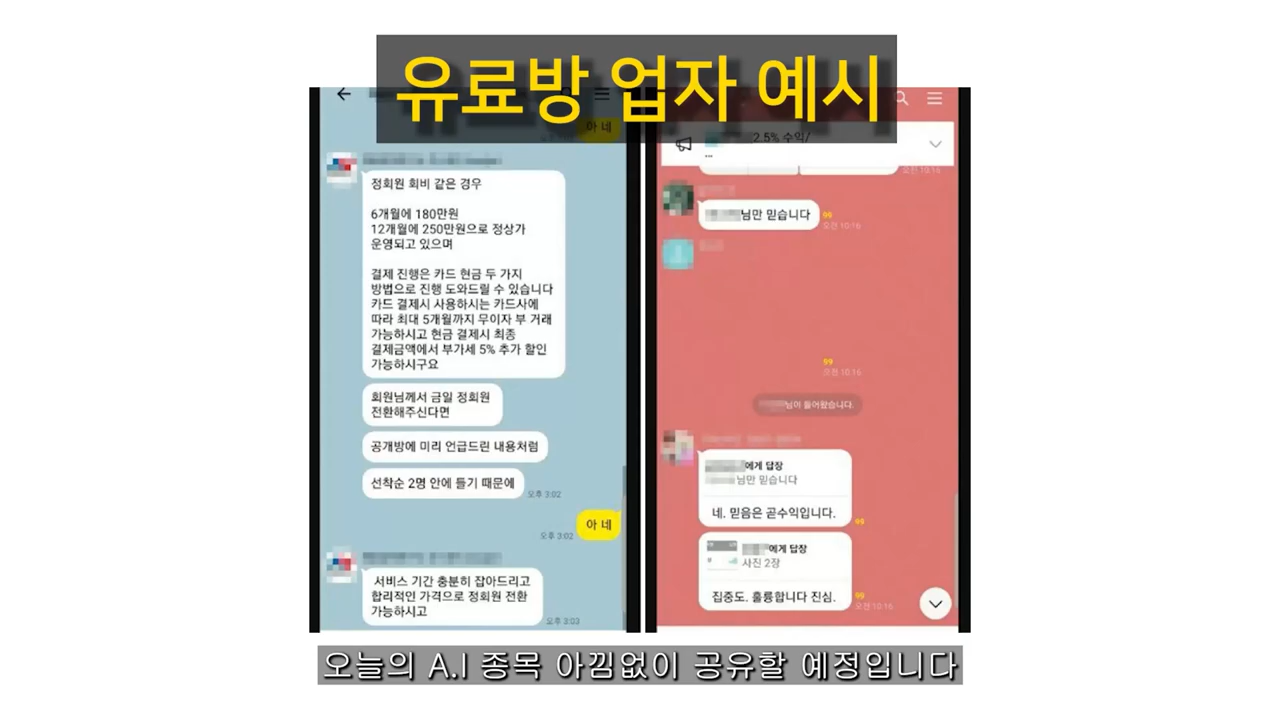 유료방 업자 예시
아 네
정회원 회비 같은 경우
6개월에 180만원
12개월에 250만원으로 정상가
운영되고 있으며
결제 진행은 카드 현금 두 가지
방법으로 진행 도와드릴 수 있습니다
카드 결제시 사용하시는 카드사에
따라 최대 5개월까지 무이자 부 거래
가능하시고 현금 결제시 최종
결제금액에서 부가세 5% 추가 할인
가능하시구요
회원님께서 금일 정회원
전환해주신다면
공개방에 미리 언급드린 내용처럼
선착순 2명 안에 들기 때문에
오후 3:02
아 네
오후 3:02
서비스 기간 충분히 잡아드리고
합리적인 가격으로 정회원 전환
가능하시고
오후 3:03
2.5% 수익/
...
오전 10:16
님만 믿습니다
99
오전 10:16
99
오전 10:16
님이 들어왔습니다.
에게 답장
님만 믿습니다
네. 믿음은 곧수익입니다.
99
에게 답장
사진 2장
집중도. 훌륭합니다 진심.
99
오전 10:16
오늘의 A.I 종목 아낌없이 공유할 예정입니다